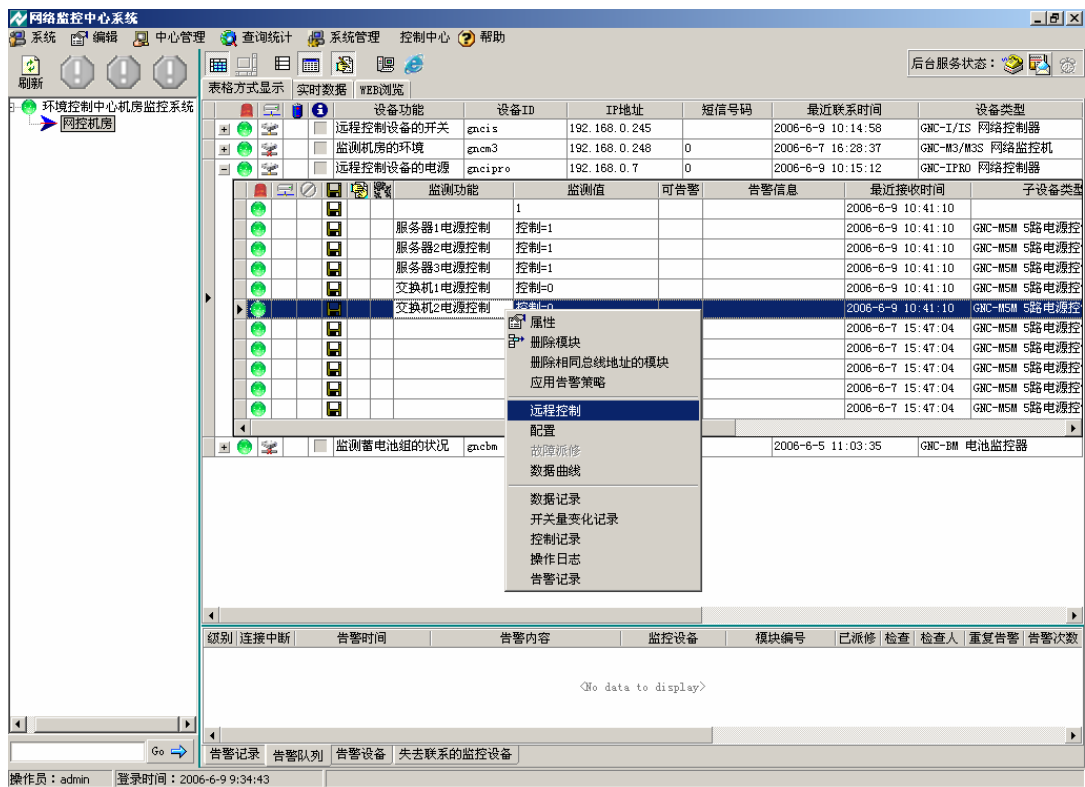 网络监控中心系统
系统 编辑 中心管理 查询统计 系统管理 控制中心 帮助
刷新
后台服务状态：
表格方式显示 实时数据 WEB浏览
环境控制中心机房监控系统
网控机房
设备功能 设备ID IP地址 短信号码 最近联系时间 设备类型
远程控制设备的开关 gncis 192.168.0.245 2006-6-9 10:14:58 GNC-I/IS 网络控制器
监测机房的环境 gncm3 192.168.0.248 0 2006-6-7 16:28:37 GNC-M3/M3S 网络监控机
远程控制设备的电源 gncipro 192.168.0.7 0 2006-6-9 10:15:12 GNC-IPRO 网络控制器
监测功能 监测值 可告警 告警信息 最近接收时间 子设备类型
1 2006-6-9 10:41:10
服务器1电源控制 控制=1 2006-6-9 10:41:10 GNC-M5M 5路电源控
服务器2电源控制 控制=1 2006-6-9 10:41:10 GNC-M5M 5路电源控
服务器3电源控制 控制=1 2006-6-9 10:41:10 GNC-M5M 5路电源控
交换机1电源控制 控制=0 2006-6-9 10:41:10 GNC-M5M 5路电源控
交换机2电源控制 控制=0 2006-6-9 10:41:10 GNC-M5M 5路电源控
2006-6-7 15:47:04 GNC-M5M 5路电源控
2006-6-7 15:47:04 GNC-M5M 5路电源控
2006-6-7 15:47:04 GNC-M5M 5路电源控
2006-6-7 15:47:04 GNC-M5M 5路电源控
2006-6-7 15:47:04 GNC-M5M 5路电源控
监测蓄电池组的状况 gncbm 2006-6-5 11:03:35 GNC-BM 电池监控器
属性
删除模块
删除相同总线地址的模块
应用告警策略
远程控制
配置
故障派修
数据曲线
数据记录
开关量变化记录
控制记录
操作日志
告警记录
级别 连接中断 告警时间 告警内容 监控设备 模块编号 已派修 检查 检查人 重复告警 告警次数
<No data to display>
Go
告警记录 告警队列 告警设备 失去联系的监控设备
操作员：admin 登录时间：2006-6-9 9:34:43